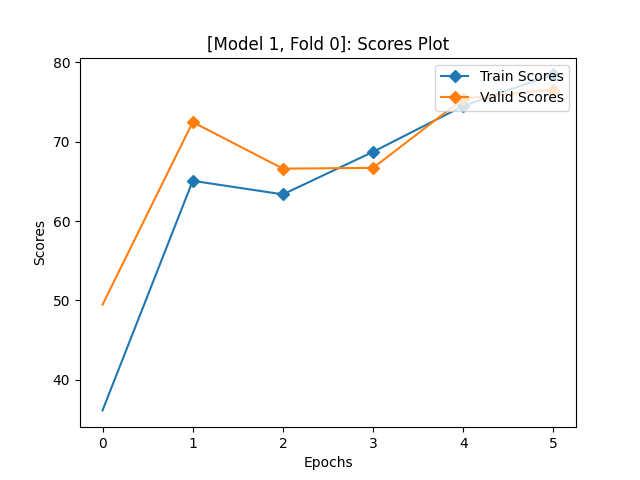 [Model 1, Fold 0]: Scores Plot
Train Scores
Valid Scores
80
70
60
50
40
Scores
0 1 2 3 4 5
Epochs